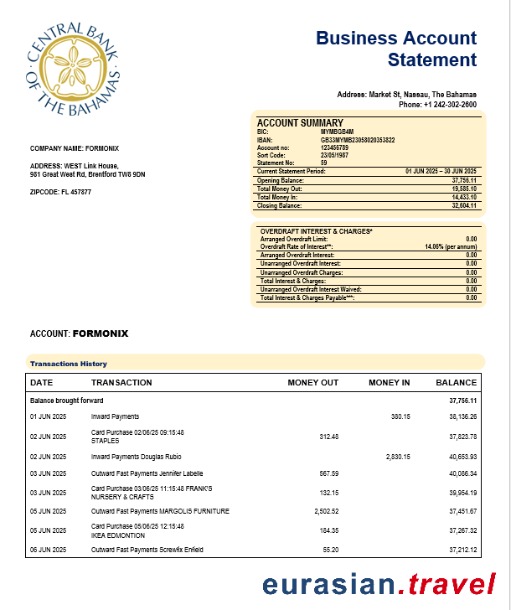 CENTRAL BANK
OF THE BAHAMAS
Business Account
Statement
Address: Market St, Nassau, The Bahamas
Phone: +1 242-302-2600
ACCOUNT SUMMARY
BIC: MYMBGB4M
IBAN: GB33MYMB23058020353822
Account no: 123456789
Sort Code: 23/05/1987
Statement No: 59
Current Statement Period: 01 JUN 2025 – 30 JUN 2025
Opening Balance: 37,756.11
Total Money Out: 19,585.10
Total Money In: 14,433.10
Closing Balance: 32,604.11
COMPANY NAME: FORMONIX
ADDRESS: WEST Link House,
981 Great West Rd, Brentford TW8 9DN
ZIPCODE: FL 457877
OVERDRAFT INTEREST & CHARGES*
Arranged Overdraft Limit: 0.00
Overdraft Rate of Interest**: 14.06% (per annum)
Arranged Overdraft Interest: 0.00
Unarranged Overdraft Interest: 0.00
Unarranged Overdraft Charges: 0.00
Total Interest & Charges: 0.00
Unarranged Overdraft Interest Waived: 0.00
Total Interest & Charges Payable***: 0.00
ACCOUNT: FORMONIX
Transactions History
DATE TRANSACTION MONEY OUT MONEY IN BALANCE
Balance brought forward 37,756.11
01 JUN 2025 Inward Payments 380.15 38,136.26
02 JUN 2025 Card Purchase 02/06/25 09:15:48 STAPLES 312.48 37,823.78
02 JUN 2025 Inward Payments Douglas Rubio 2,830.15 40,653.93
03 JUN 2025 Outward Fast Payments Jennifer Labelle 567.59 40,086.34
03 JUN 2025 Card Purchase 03/06/25 11:15:48 FRANK'S NURSERY & CRAFTS 132.15 39,954.19
05 JUN 2025 Outward Fast Payments MARGOLIS FURNITURE 2,502.52 37,451.67
05 JUN 2025 Card Purchase 05/06/25 12:15:48 IKEA EDMONTION 184.35 37,267.32
06 JUN 2025 Outward Fast Payments Screwfix Enfield 55.20 37,212.12
eurasian.travel